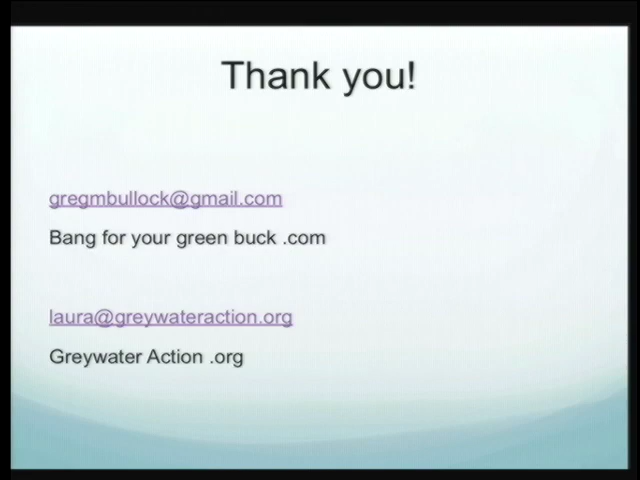 Thank you!
gregmbullock@gmail.com
Bang for your green buck .com
laura@greywateraction.org
Greywater Action .org